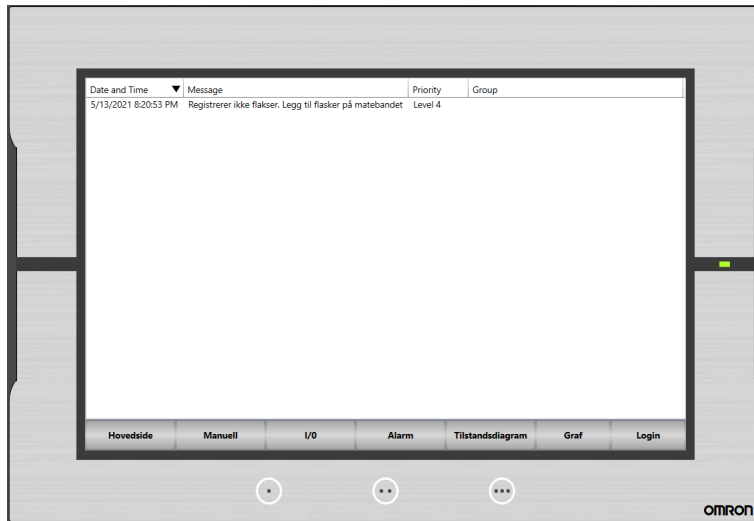 Date and Time Message Priority Group
5/13/2021 8:20:53 PM Registrerer ikke flakser. Legg til flasker på matebandet Level 4
Hovedside Manuell I/0 Alarm Tilstandsdiagram Graf Login
OMRON